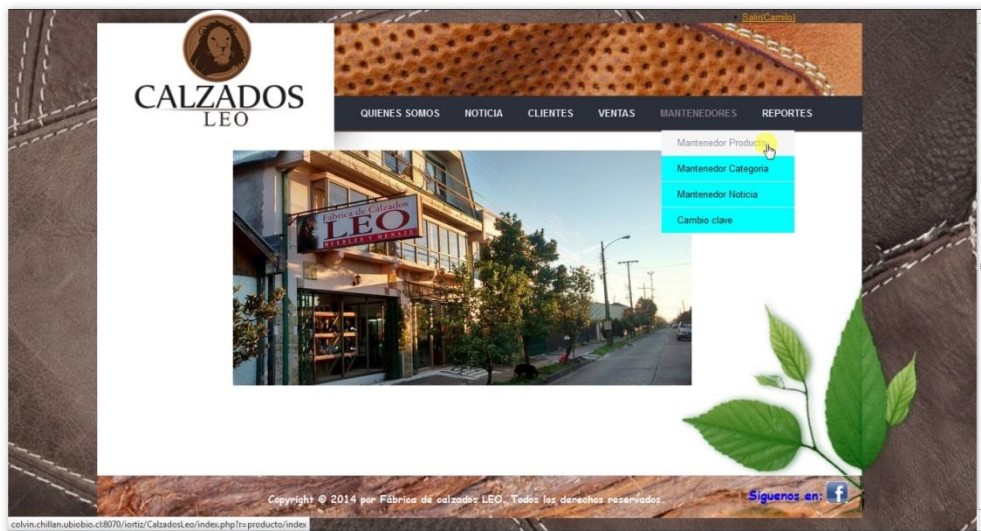 Salir(Camilo)
CALZADOS
LEO
QUIENES SOMOS NOTICIA CLIENTES VENTAS MANTENEDORES REPORTES
Mantenedor Producto
Mantenedor Categoria
Mantenedor Noticia
Cambio clave
Fábrica de Calzados
LEO
MUEBLES Y MENAJE
Copyright © 2014 por Fábrica de calzados LEO. Todos los derechos reservados.
Siguenos en:
colvin.chillan.ubiobio.cl:8070/iortiz/CalzadosLeo/index.php?r=producto/index